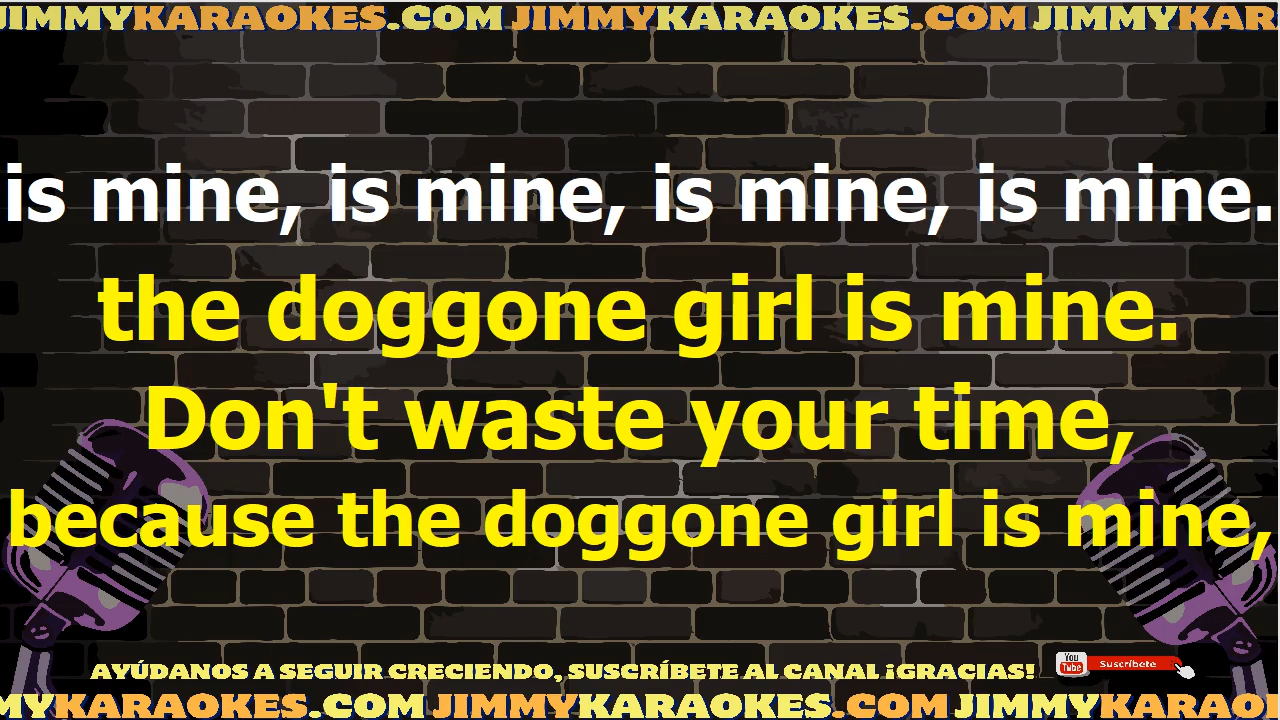 JIMMYKARAOKES.COM JIMMYKARAOKES.COM JIMMYKAR
is mine, is mine, is mine, is mine.
the doggone girl is mine.
Don't waste your time,
because the doggone girl is mine,
AYÚDANOS A SEGUIR CRECIENDO, SUSCRÍBETE AL CANAL ¡GRACIAS!
You Tube Suscríbete
MYKARAOKES.COM JIMMYKARAOKES.COM JIMMYKARAO